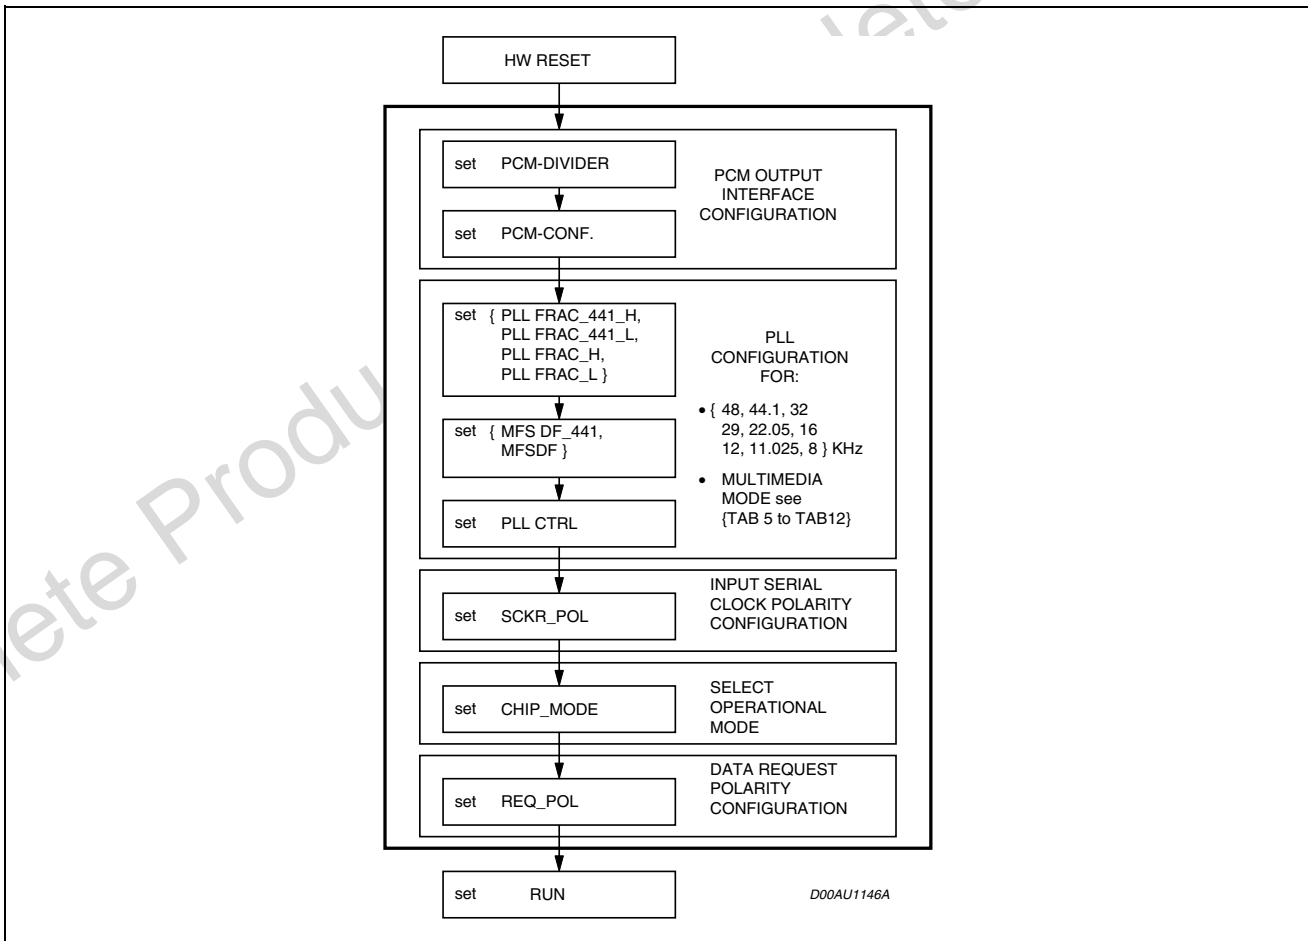 HW RESET
set PCM-DIVIDER
PCM OUTPUT
INTERFACE
CONFIGURATION
set PCM-CONF.
set { PLL FRAC_441_H,
PLL FRAC_441_L,
PLL FRAC_H,
PLL FRAC_L }
PLL
CONFIGURATION
FOR:
• { 48, 44.1, 32
29, 22.05, 16
12, 11.025, 8 } KHz
• MULTIMEDIA
MODE see
{TAB 5 to TAB12}
set { MFS DF_441,
MFSDF }
set PLL CTRL
INPUT SERIAL
CLOCK POLARITY
CONFIGURATION
set SCKR_POL
SELECT
OPERATIONAL
MODE
set CHIP_MODE
DATA REQUEST
POLARITY
CONFIGURATION
set REQ_POL
set RUN
D00AU1146A